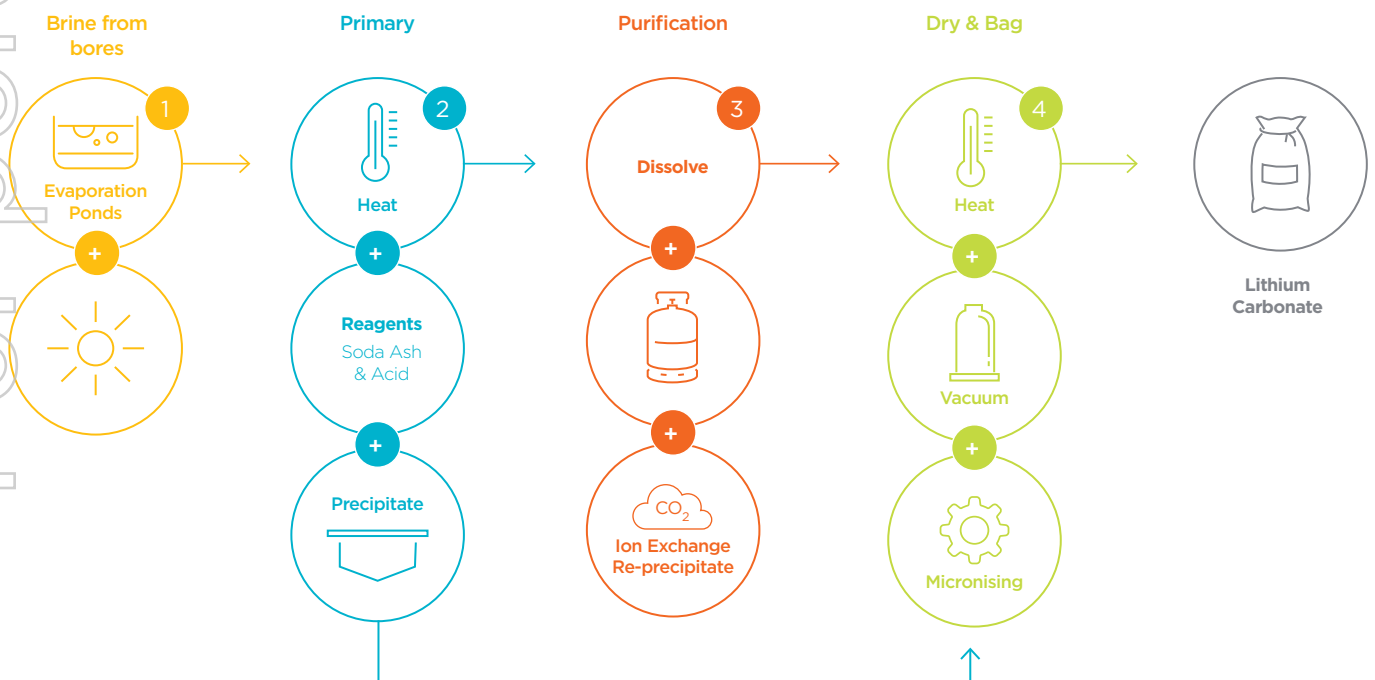 Brine from
bores
1
Evaporation
Ponds
+
Primary
2
Heat
+
Reagents
Soda Ash
& Acid
+
Precipitate
Purification
3
Dissolve
+
+
CO2
Ion Exchange
Re-precipitate
Dry & Bag
4
Heat
+
Vacuum
+
Micronising
Lithium
Carbonate